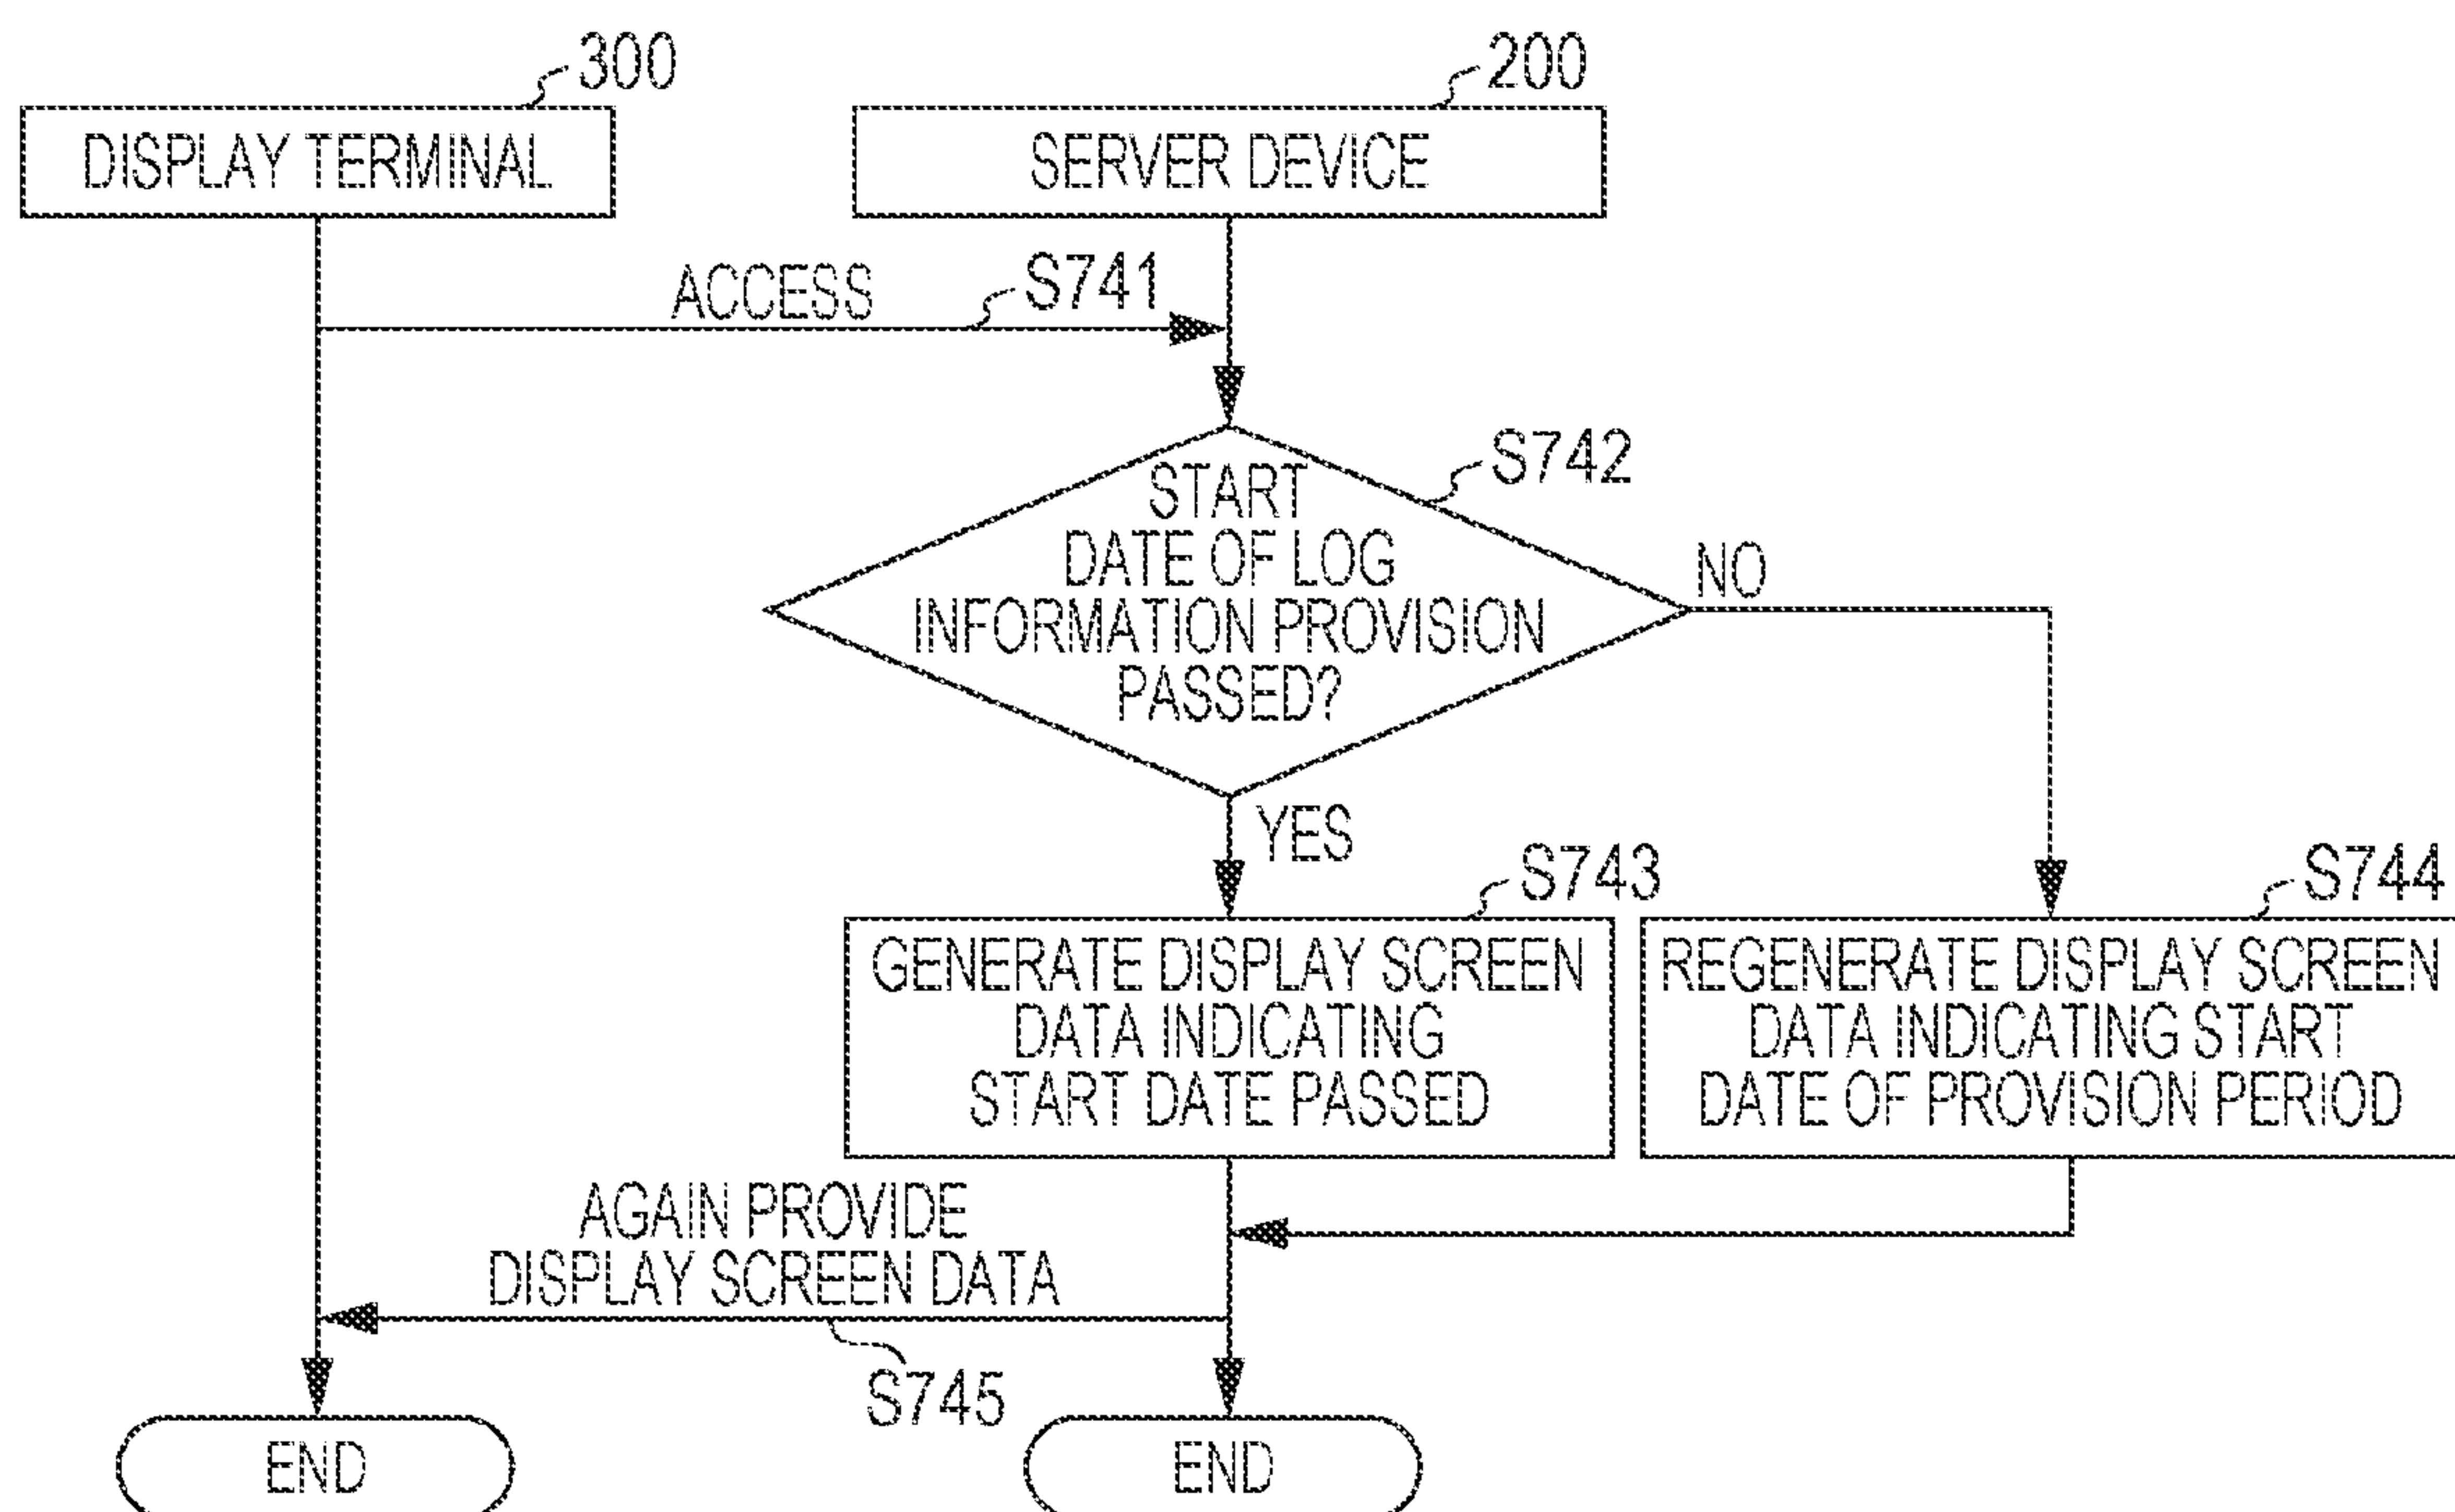 300
200
DISPLAY TERMINAL
SERVER DEVICE
ACCESS
S741
S742
START
DATE OF LOG
INFORMATION PROVISION
PASSED?
NO
YES
S743
S744
GENERATE DISPLAY SCREEN
DATA INDICATING
START DATE PASSED
REGENERATE DISPLAY SCREEN
DATA INDICATING START
DATE OF PROVISION PERIOD
AGAIN PROVIDE
DISPLAY SCREEN DATA
S745
END
END